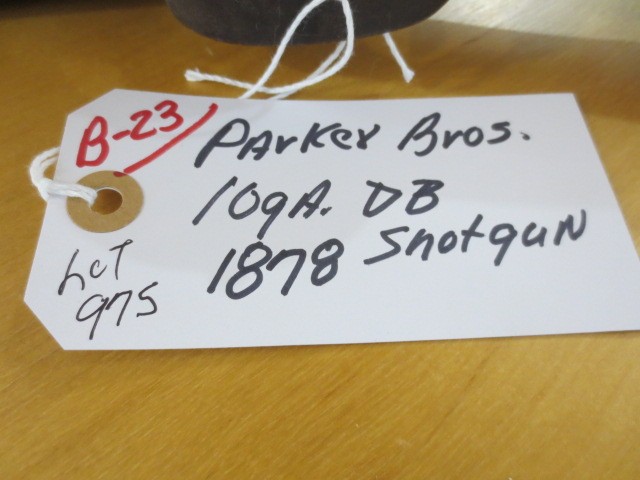 B-23
Parker Bros.
10gA. DB
1878 Shotgun
Lot
975